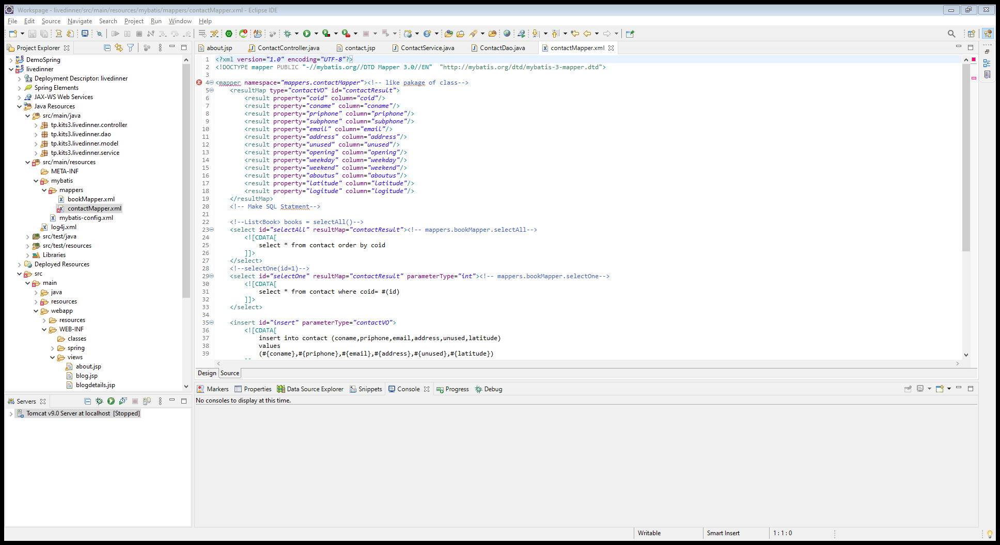 Workspage - livedinner/src/main/resources/mybatis/mappers/contactMapper.xml - Eclipse IDE
File Edit Source Navigate Search Project Run Window Help
Project Explorer
DemoSpring
livedinner
Deployment Descriptor: livedinner
Spring Elements
JAX-WS Web Services
Java Resources
src/main/java
tp.kits3.livedinner.controller
tp.kits3.livedinner.dao
tp.kits3.livedinner.model
tp.kits3.livedinner.service
src/main/resources
META-INF
mybatis
mappers
bookMapper.xml
contactMapper.xml
mybatis-config.xml
log4j.xml
src/test/java
src/test/resources
Libraries
Deployed Resources
src
main
java
resources
webapp
resources
WEB-INF
classes
spring
views
about.jsp
blog.jsp
blogdetails.jsp
Servers
Tomcat v9.0 Server at localhost [Stopped]
about.jsp ContactController.java contact.jsp ContactService.java ContactDao.java contactMapper.xml
1 <?xml version="1.0" encoding="UTF-8"?>
2 <!DOCTYPE mapper PUBLIC "-//mybatis.org//DTD Mapper 3.0//EN" "http://mybatis.org/dtd/mybatis-3-mapper.dtd">
3
4 <mapper namespace="mappers.contactMapper"><!-- like pakage of class-->
5 <resultMap type="contactVO" id="contactResult">
6 <result property="coid" column="coid"/>
7 <result property="coname" column="coname"/>
8 <result property="priphone" column="priphone"/>
9 <result property="subphone" column="subphone"/>
10 <result property="email" column="email"/>
11 <result property="address" column="address"/>
12 <result property="unused" column="unused"/>
13 <result property="opening" column="opening"/>
14 <result property="weekday" column="weekday"/>
15 <result property="weekend" column="weekend"/>
16 <result property="aboutus" column="aboutus"/>
17 <result property="latitude" column="latitude"/>
18 <result property="logitude" column="logitude"/>
19 </resultMap>
20 <!-- Make SQL Statment-->
21
22 <!--List<Book> books = selectAll()-->
23 <select id="selectAll" resultMap="contactResult"><!-- mappers.bookMapper.selectAll-->
24 <![CDATA[
25 select * from contact order by coid
26 ]]>
27 </select>
28 <!--selectOne(id=1)-->
29 <select id="selectOne" resultMap="contactResult" parameterType="int"><!-- mappers.bookMapper.selectOne-->
30 <![CDATA[
31 select * from contact where coid= #(id)
32 ]]>
33 </select>
34
35 <insert id="insert" parameterType="contactVO">
36 <![CDATA[
37 insert into contact (coname,priphone,email,address,unused,latitude)
38 values
39 (#{coname},#{priphone},#{email},#{address},#{unused},#{latitude})
Design Source
Markers Properties Data Source Explorer Snippets Console Progress Debug
No consoles to display at this time.
Writable Smart Insert 1 : 1 : 0